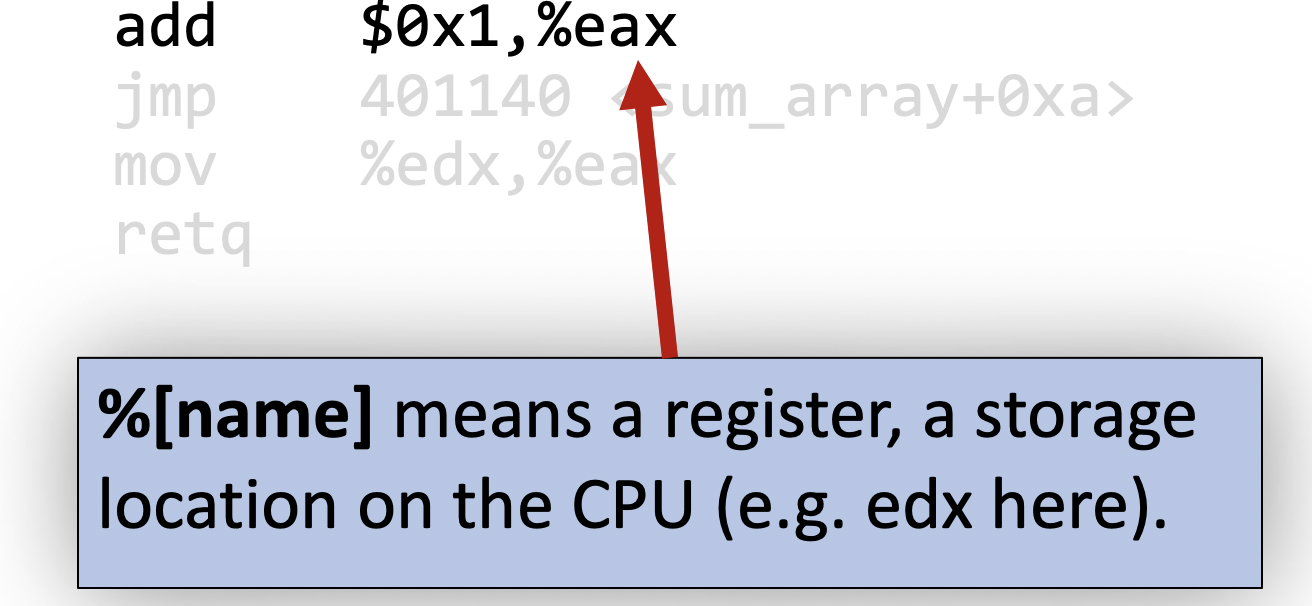 add $0x1,%eax
jmp 401140 <sum_array+0xa>
mov %edx,%eax
retq
%[name] means a register, a storage
location on the CPU (e.g. edx here).